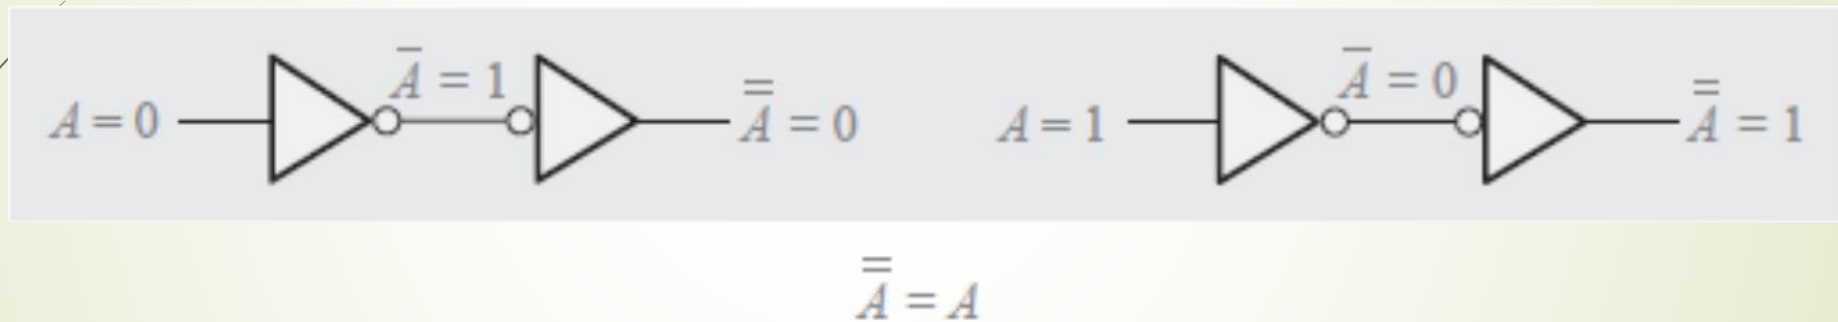 A = 0 A̅ = 1 A̿ = 0 A = 1 A̅ = 0 A̿ = 1
A̿ = A